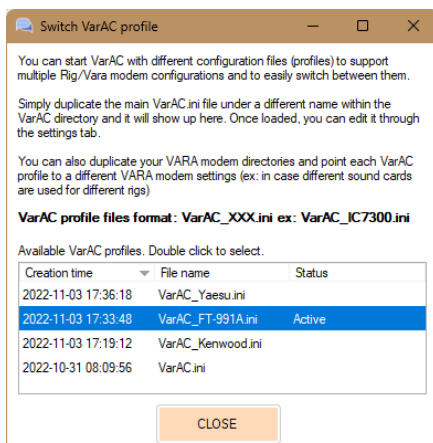 Switch VarAC profile
You can start VarAC with different configuration files (profiles) to support
multiple Rig/Vara modem configurations and to easily switch between them.
Simply duplicate the main VarAC.ini file under a different name within the
VarAC directory and it will show up here. Once loaded, you can edit it through
the settings tab.
You can also duplicate your VARA modem directories and point each VarAC
profile to a different VARA modem settings (ex: in case different sound cards
are used for different rigs)
VarAC profile files format: VarAC_XXX.ini ex: VarAC_IC7300.ini
Available VarAC profiles. Double click to select.
Creation time File name Status
2022-11-03 17:36:18 VarAC_Yaesu.ini
2022-11-03 17:33:48 VarAC_FT-991A.ini Active
2022-11-03 17:19:12 VarAC_Kenwood.ini
2022-10-31 08:09:56 VarAC.ini
CLOSE